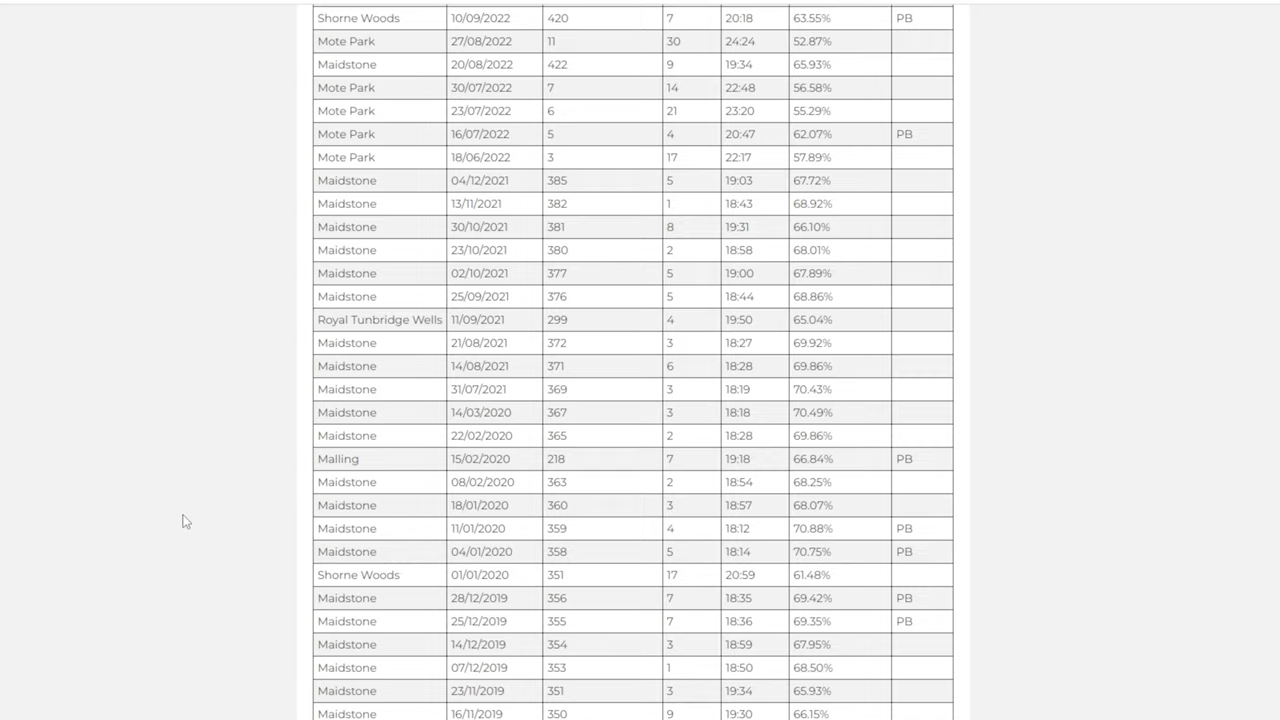 Shorne Woods 10/09/2022 420 7 20:18 63.55% PB
Mote Park 27/08/2022 11 30 24:24 52.87%
Maidstone 20/08/2022 422 9 19:34 65.93%
Mote Park 30/07/2022 7 14 22:48 56.58%
Mote Park 23/07/2022 6 21 23:20 55.29%
Mote Park 16/07/2022 5 4 20:47 62.07% PB
Mote Park 18/06/2022 3 17 22:17 57.89%
Maidstone 04/12/2021 385 5 19:03 67.72%
Maidstone 13/11/2021 382 1 18:43 68.92%
Maidstone 30/10/2021 381 8 19:31 66.10%
Maidstone 23/10/2021 380 2 18:58 68.01%
Maidstone 02/10/2021 377 5 19:00 67.89%
Maidstone 25/09/2021 376 5 18:44 68.86%
Royal Tunbridge Wells 11/09/2021 299 4 19:50 65.04%
Maidstone 21/08/2021 372 3 18:27 69.92%
Maidstone 14/08/2021 371 6 18:28 69.86%
Maidstone 31/07/2021 369 3 18:19 70.43%
Maidstone 14/03/2020 367 3 18:18 70.49%
Maidstone 22/02/2020 365 2 18:28 69.86%
Malling 15/02/2020 218 7 19:18 66.84% PB
Maidstone 08/02/2020 363 2 18:54 68.25%
Maidstone 18/01/2020 360 3 18:57 68.07%
Maidstone 11/01/2020 359 4 18:12 70.88% PB
Maidstone 04/01/2020 358 5 18:14 70.75% PB
Shorne Woods 01/01/2020 351 17 20:59 61.48%
Maidstone 28/12/2019 356 7 18:35 69.42% PB
Maidstone 25/12/2019 355 7 18:36 69.35% PB
Maidstone 14/12/2019 354 3 18:59 67.95%
Maidstone 07/12/2019 353 1 18:50 68.50%
Maidstone 23/11/2019 351 3 19:34 65.93%
Maidstone 16/11/2019 350 9 19:30 66.15%